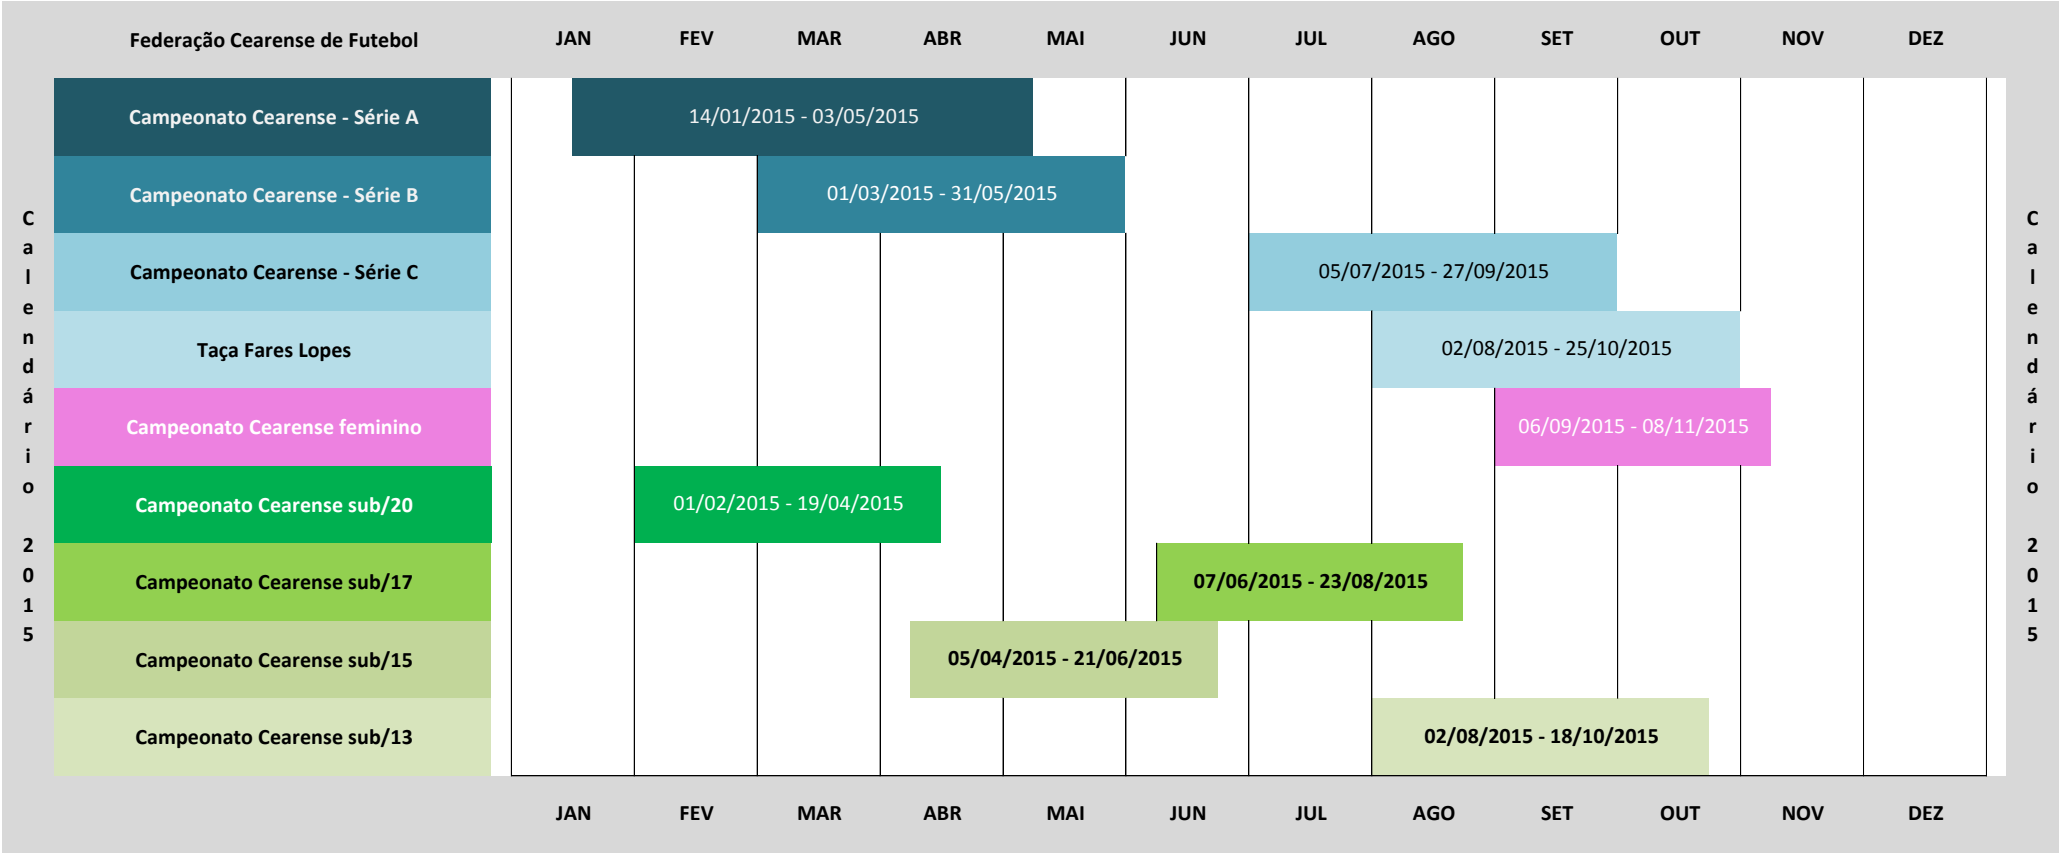 Federação Cearense de Futebol JAN FEV MAR ABR MAI JUN JUL AGO SET OUT NOV DEZ
Campeonato Cearense - Série A 14/01/2015 - 03/05/2015
Campeonato Cearense - Série B 01/03/2015 - 31/05/2015
Campeonato Cearense - Série C 05/07/2015 - 27/09/2015
Taça Fares Lopes 02/08/2015 - 25/10/2015
Campeonato Cearense feminino 06/09/2015 - 08/11/2015
Campeonato Cearense sub/20 01/02/2015 - 19/04/2015
Campeonato Cearense sub/17 07/06/2015 - 23/08/2015
Campeonato Cearense sub/15 05/04/2015 - 21/06/2015
Campeonato Cearense sub/13 02/08/2015 - 18/10/2015
JAN FEV MAR ABR MAI JUN JUL AGO SET OUT NOV DEZ
Calendário 2015
Calendário 2015